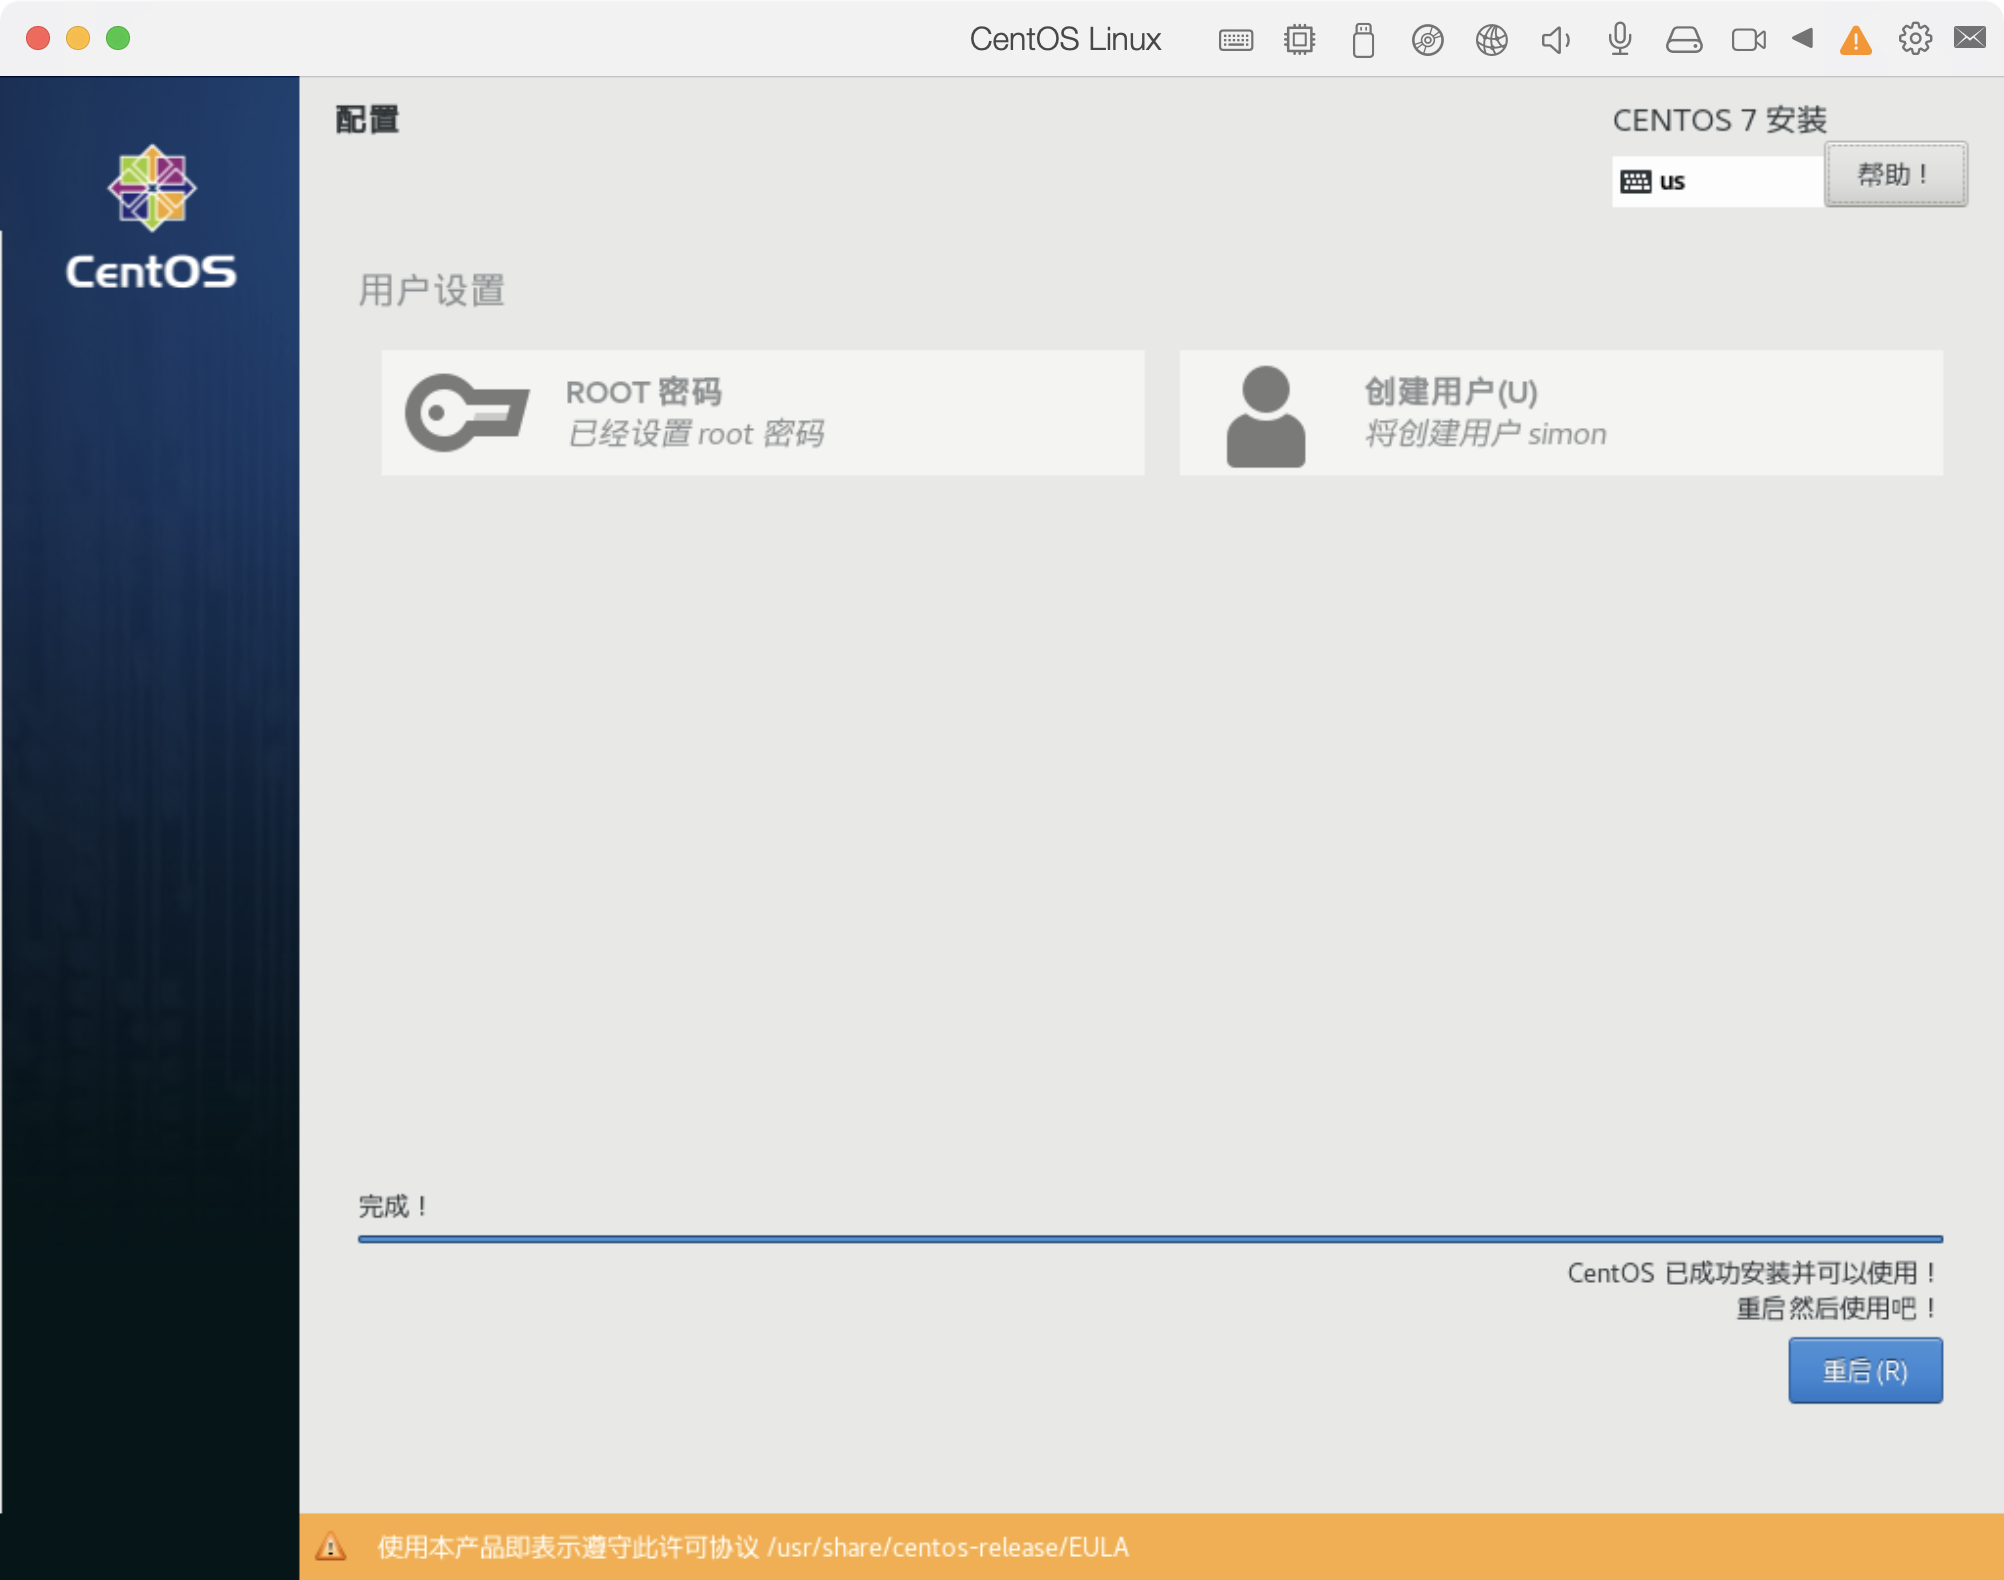 CentOS Linux
CentOS
配置
CENTOS 7 安装
us
帮助！
用户设置
ROOT 密码
已经设置 root 密码
创建用户(U)
将创建用户 simon
完成！
CentOS 已成功安装并可以使用！
重启然后使用吧！
重启(R)
使用本产品即表示遵守此许可协议 /usr/share/centos-release/EULA